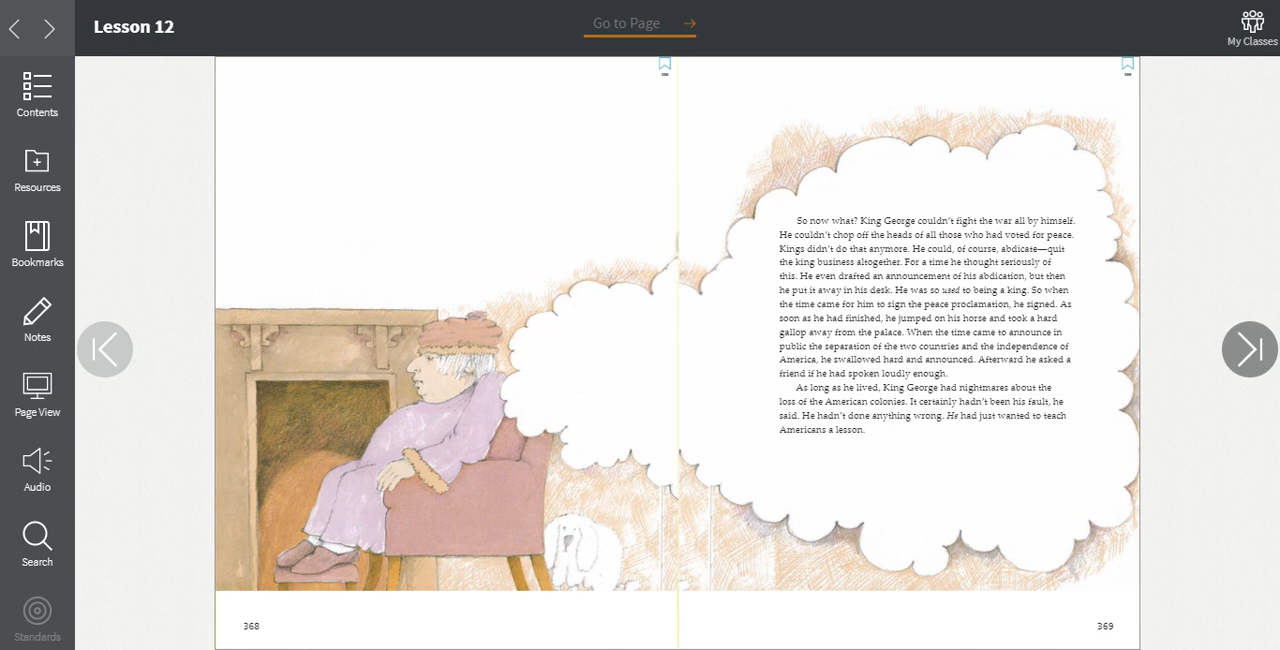 Lesson 12
Go to Page
My Classes
Contents
Resources
Bookmarks
Notes
Page View
Audio
Search
Standards
368
369
So now what? King George couldn't fight the war all by himself.
He couldn't chop off the heads of all those who had voted for peace.
Kings didn't do that anymore. He could, of course, abdicate—quit
the king business altogether. For a time he thought seriously of
this. He even drafted an announcement of his abdication, but then
he put it away in his desk. He was so used to being a king. So when
the time came for him to sign the peace proclamation, he signed. As
soon as he had finished, he jumped on his horse and took a hard
gallop away from the palace. When the time came to announce in
public the separation of the two countries and the independence of
America, he swallowed hard and announced. Afterward he asked a
friend if he had spoken loudly enough.
As long as he lived, King George had nightmares about the
loss of the American colonies. It certainly hadn't been his fault, he
said. He hadn't done anything wrong. He had just wanted to teach
Americans a lesson.
368
369